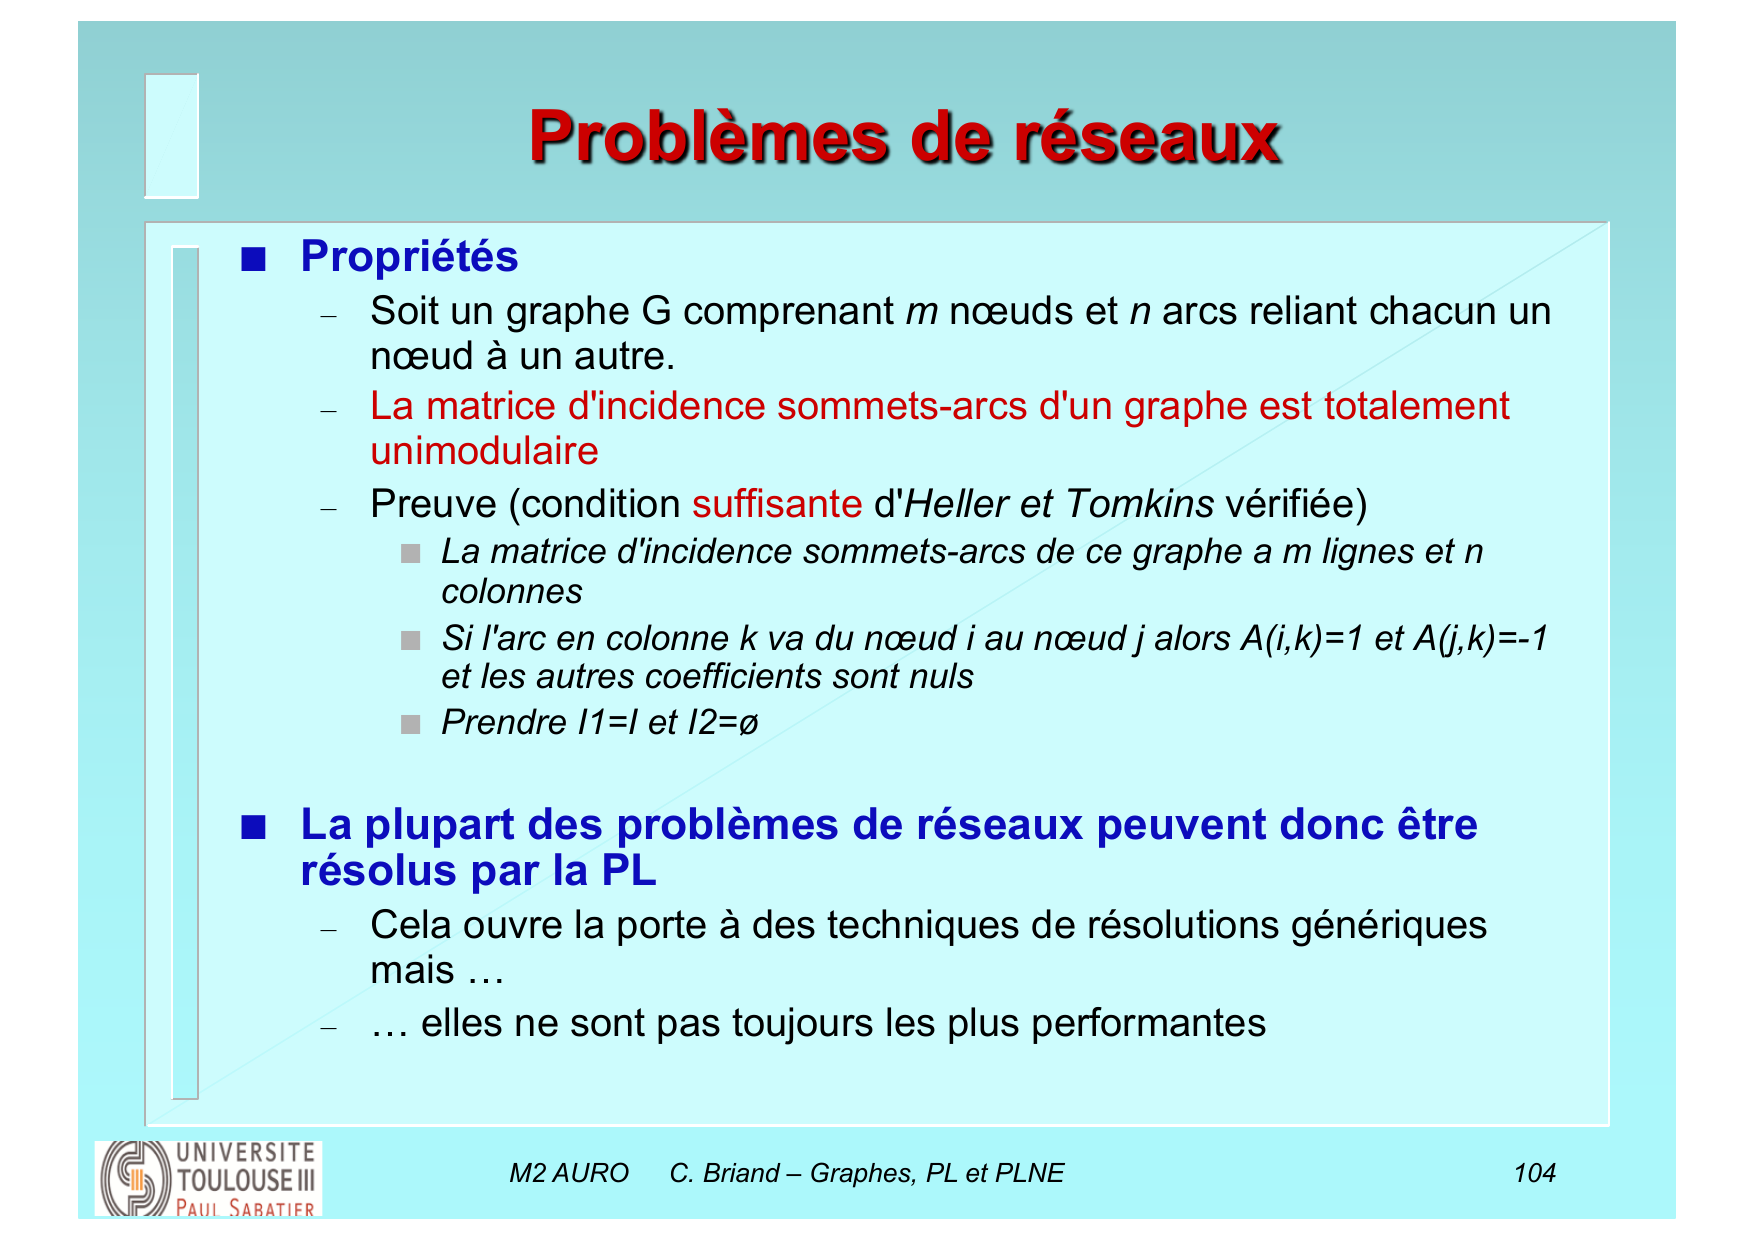 Problèmes de réseaux
Propriétés
– Soit un graphe G comprenant m nœuds et n arcs reliant chacun un
nœud à un autre.
– La matrice d'incidence sommets-arcs d'un graphe est totalement
unimodulaire
– Preuve (condition suffisante d'Heller et Tomkins vérifiée)
La matrice d'incidence sommets-arcs de ce graphe a m lignes et n
colonnes
Si l'arc en colonne k va du nœud i au nœud j alors A(i,k)=1 et A(j,k)=-1
et les autres coefficients sont nuls
Prendre I1=I et I2=ø
La plupart des problèmes de réseaux peuvent donc être
résolus par la PL
– Cela ouvre la porte à des techniques de résolutions génériques
mais …
– … elles ne sont pas toujours les plus performantes
UNIVERSITE
TOULOUSE III
PAUL SABATIER
M2 AURO C. Briand – Graphes, PL et PLNE
104